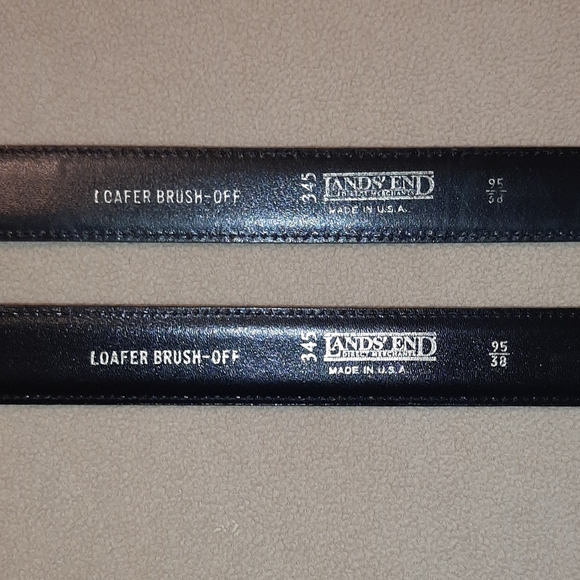 LOAFER BRUSH-OFF
345
LANDS' END
DIRECT MERCHANTS
MADE IN U.S.A.
95
38
LOAFER BRUSH-OFF
345
LANDS' END
DIRECT MERCHANTS
MADE IN U.S.A.
95
38